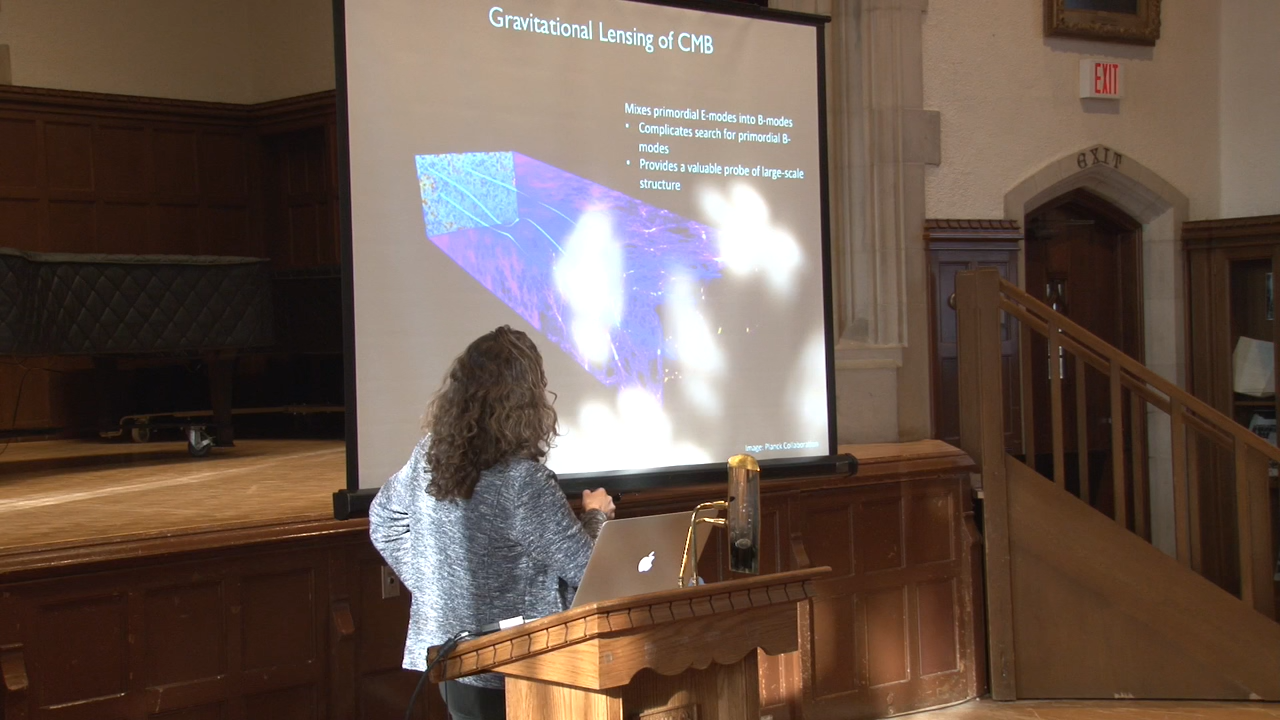 Gravitational Lensing of CMB
Mixes primordial E-modes into B-modes
• Complicates search for primordial B-
modes
• Provides a valuable probe of large-scale
structure
Image: Planck Collaboration
EXIT
EXIT